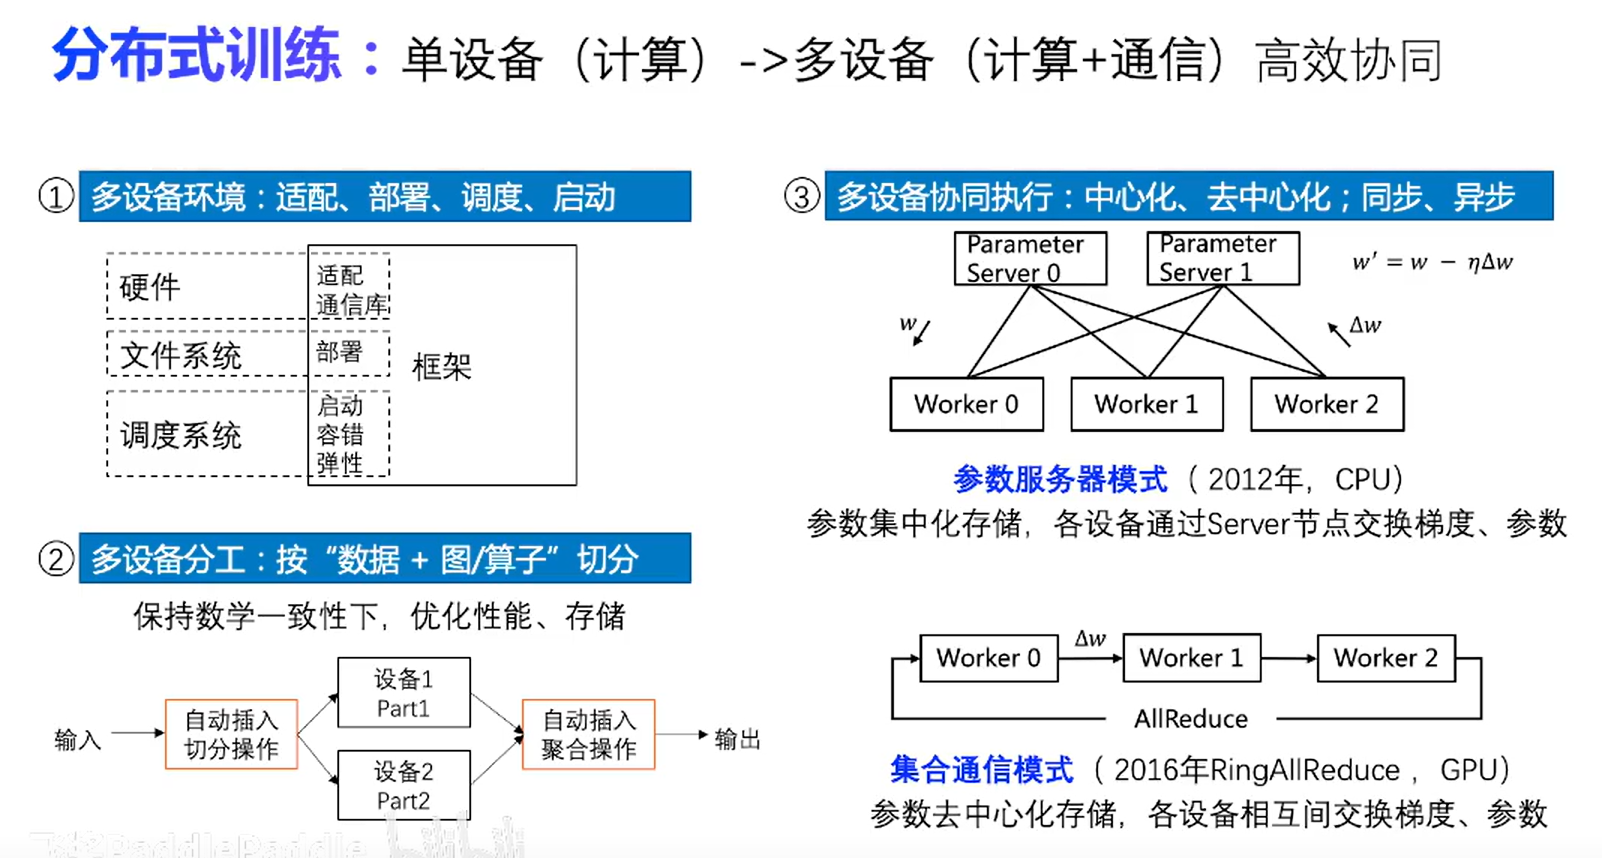 分布式训练：单设备（计算）->多设备（计算+通信）高效协同
① 多设备环境：适配、部署、调度、启动
硬件
适配
通信库
文件系统
部署
框架
调度系统
启动
容错
弹性
② 多设备分工：按“数据 + 图/算子”切分
保持数学一致性下，优化性能、存储
输入
自动插入
切分操作
设备1
Part1
设备2
Part2
自动插入
聚合操作
输出
③ 多设备协同执行：中心化、去中心化；同步、异步
Parameter
Server 0
Parameter
Server 1
w′ = w − ηΔw
w
Δw
Worker 0
Worker 1
Worker 2
参数服务器模式（ 2012年，CPU）
参数集中化存储，各设备通过Server节点交换梯度、参数
Worker 0
Δw
Worker 1
Worker 2
AllReduce
集合通信模式（ 2016年RingAllReduce ，GPU）
参数去中心化存储，各设备相互间交换梯度、参数
PaddlePaddle
bilibili